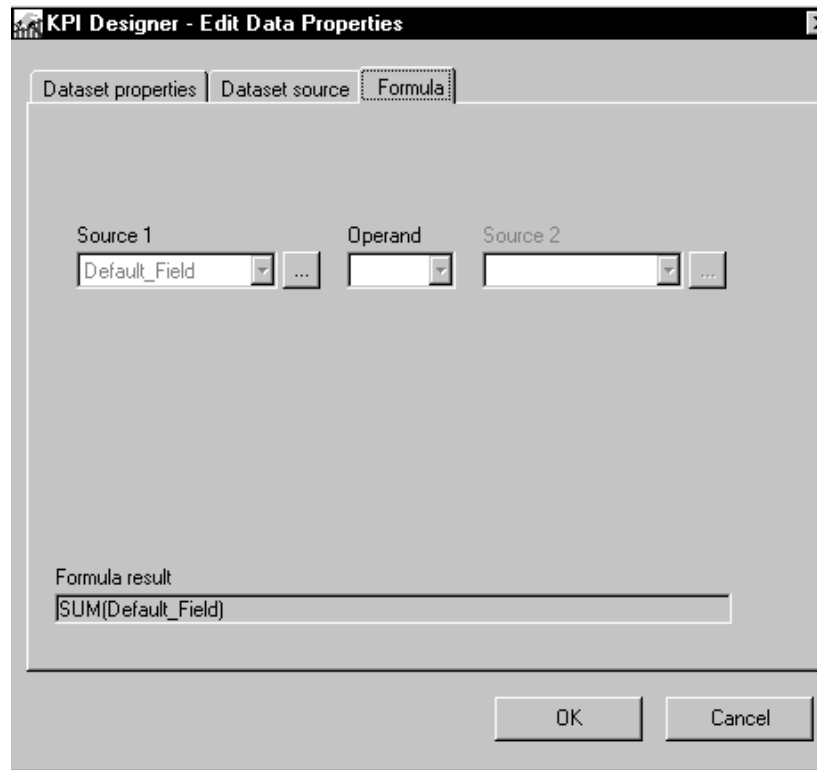 KPI Designer - Edit Data Properties
Dataset properties Dataset source Formula
Source 1 Operand Source 2
Default_Field ... ...
Formula result
SUM(Default_Field)
OK Cancel